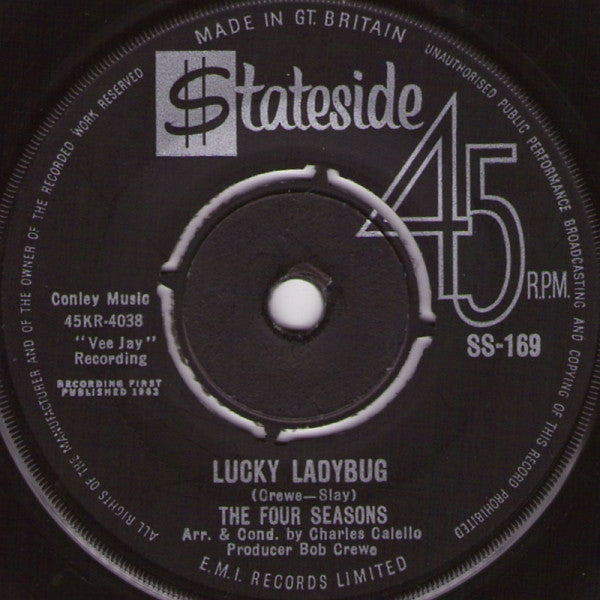 MADE IN GT. BRITAIN
$tateside
45
R.P.M.
SS-169
Conley Music
45KR-4038
"Vee Jay"
Recording
RECORDING FIRST
PUBLISHED 1963
LUCKY LADYBUG
(Crewe—Slay)
THE FOUR SEASONS
Arr. & Cond. by Charles Calello
Producer Bob Crewe
E.M.I. RECORDS LIMITED
ALL RIGHTS OF THE MANUFACTURER AND OF THE OWNER OF THE RECORDED WORK RESERVED
UNAUTHORISED PUBLIC PERFORMANCE BROADCASTING AND COPYING OF THIS RECORD PROHIBITED